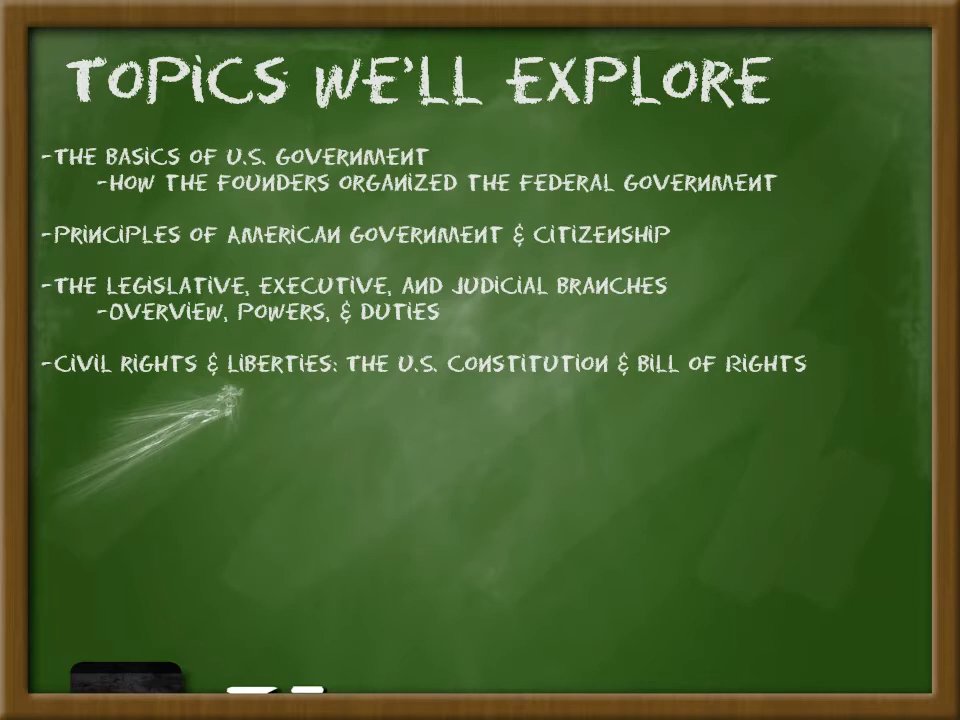 TOPICS WE'LL EXPLORE
-THE BASICS OF U.S. GOVERNMENT
-HOW THE FOUNDERS ORGANIZED THE FEDERAL GOVERNMENT
-PRINCIPLES OF AMERICAN GOVERNMENT & CITIZENSHIP
-THE LEGISLATIVE, EXECUTIVE, AND JUDICIAL BRANCHES
-OVERVIEW, POWERS, & DUTIES
-CIVIL RIGHTS & LIBERTIES: THE U.S. CONSTITUTION & BILL OF RIGHTS